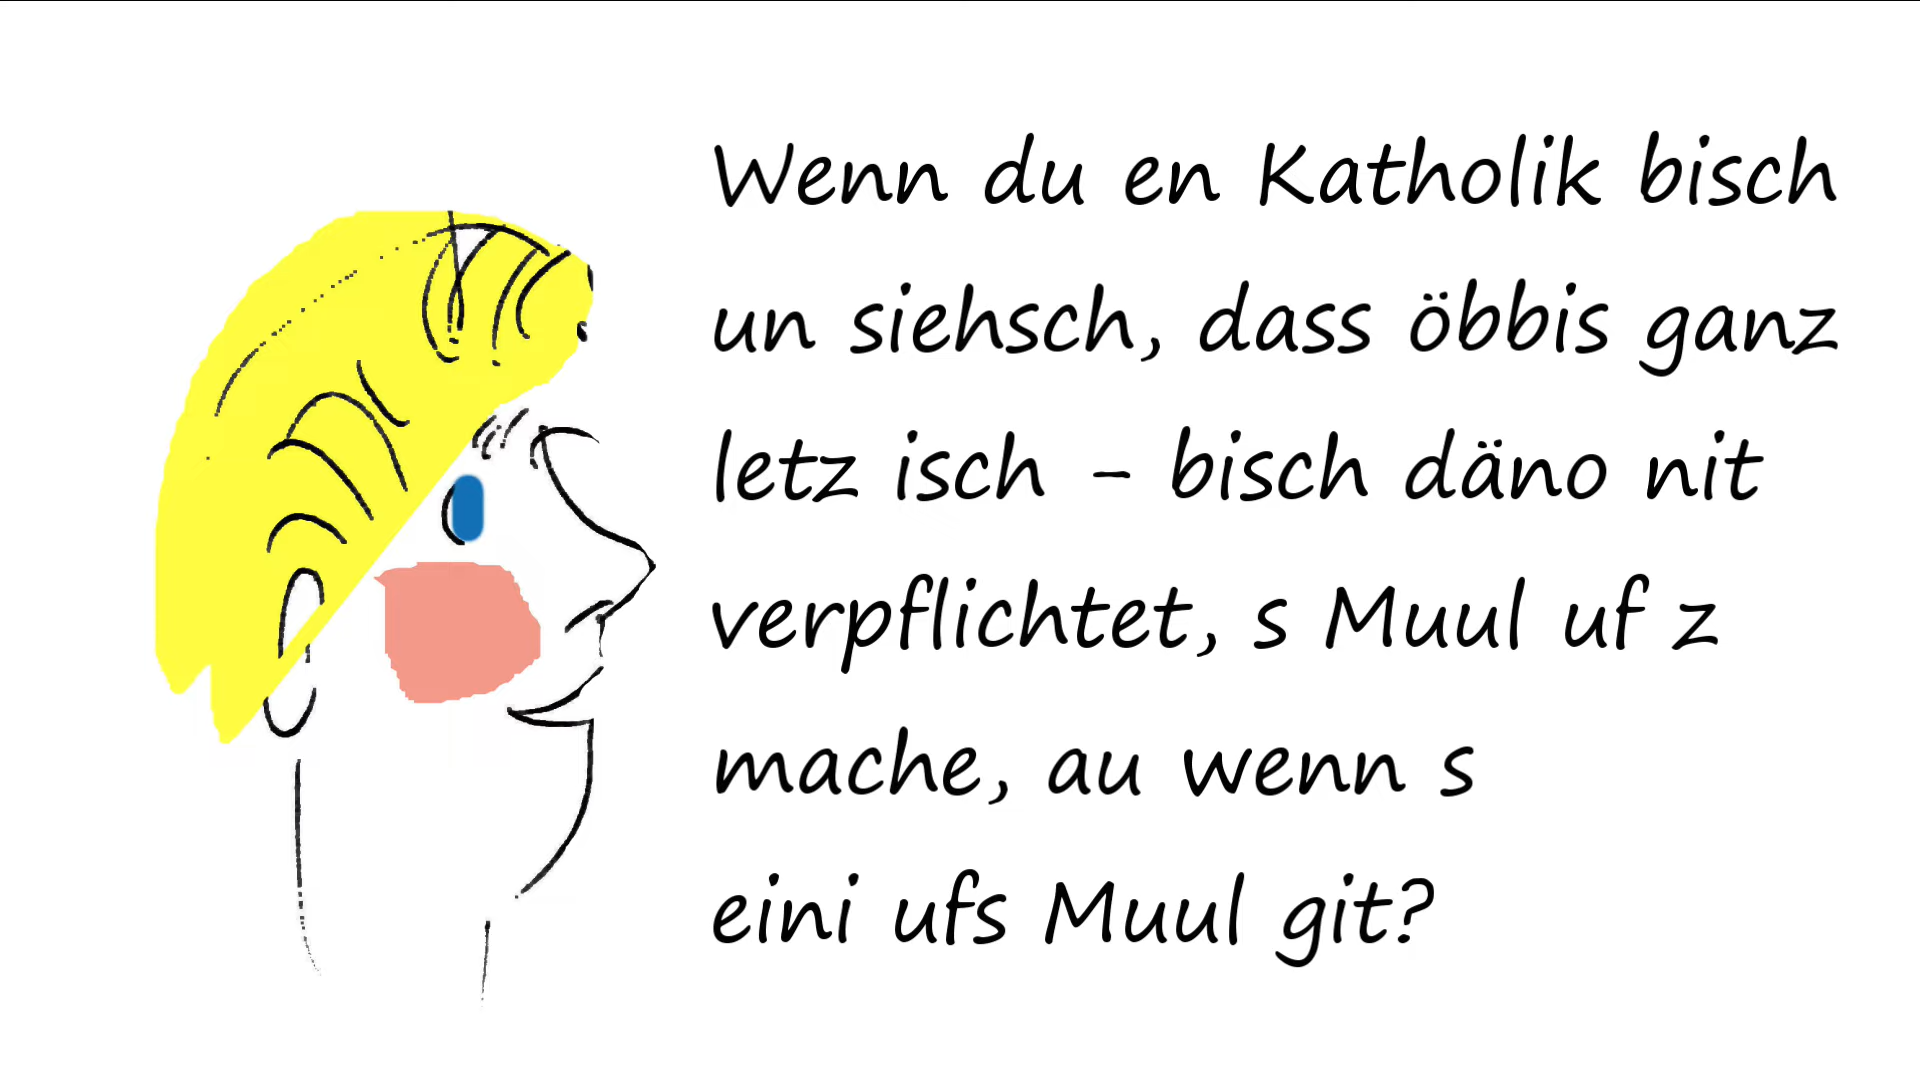 Wenn du en Katholik bisch
un siehsch, dass öbbis ganz
letz isch - bisch däno nit
verpflichtet, s Muul uf z
mache, au wenn s
eini ufs Muul git?